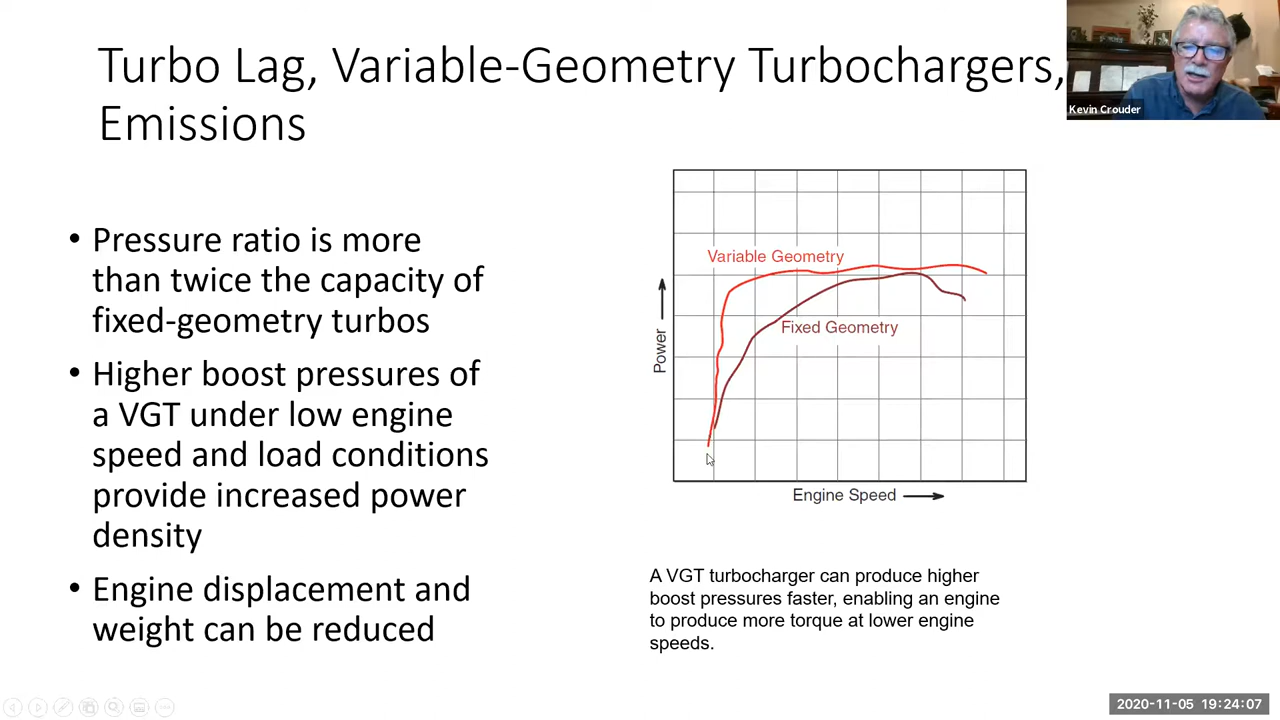 Turbo Lag, Variable-Geometry Turbochargers,
Emissions
Kevin Crouder
• Pressure ratio is more
than twice the capacity of
fixed-geometry turbos
• Higher boost pressures of
a VGT under low engine
speed and load conditions
provide increased power
density
• Engine displacement and
weight can be reduced
Variable Geometry
Fixed Geometry
Power
Engine Speed
A VGT turbocharger can produce higher
boost pressures faster, enabling an engine
to produce more torque at lower engine
speeds.
2020-11-05 19:24:07